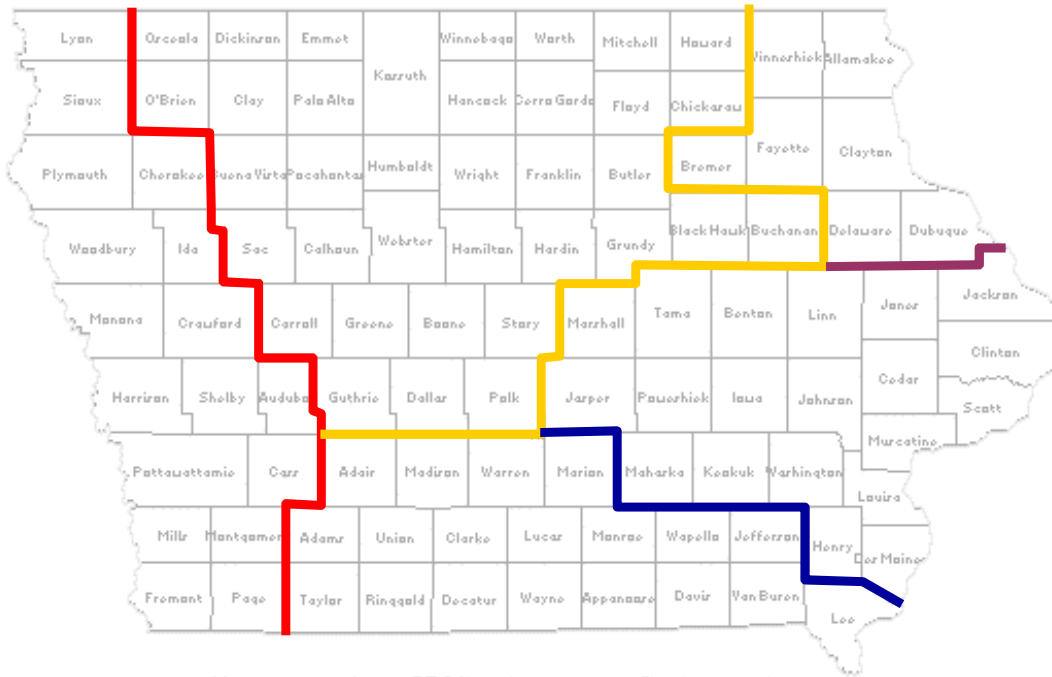 Lyon Osceola Dickinson Emmet Winnebago Worth Mitchell Howard Winneshiek Allamakee
Kossuth
Sioux O'Brien Clay Palo Alto Hancock Cerro Gordo Floyd Chickasaw
Plymouth Cherokee Buena Vista Pocahontas Humboldt Wright Franklin Butler Bremer Fayette Clayton
Woodbury Ida Sac Calhoun Webster Hamilton Hardin Grundy Black Hawk Buchanan Delaware Dubuque
Monona Crawford Carroll Greene Boone Story Marshall Tama Benton Linn Jones Jackson
Clinton
Harrison Shelby Audubo Guthrie Dallas Polk Jasper Poweshiek Iowa Johnson Cedar Scott
Muscatine
Pottawattamie Cass Adair Madison Warren Marion Mahaska Keokuk Washington Louisa
Mills Montgomer Adams Union Clarke Lucas Monroe Wapello Jefferson Henry Des Moine
Fremont Page Taylor Ringgold Decatur Wayne Appanoose Davis Van Buren Lee